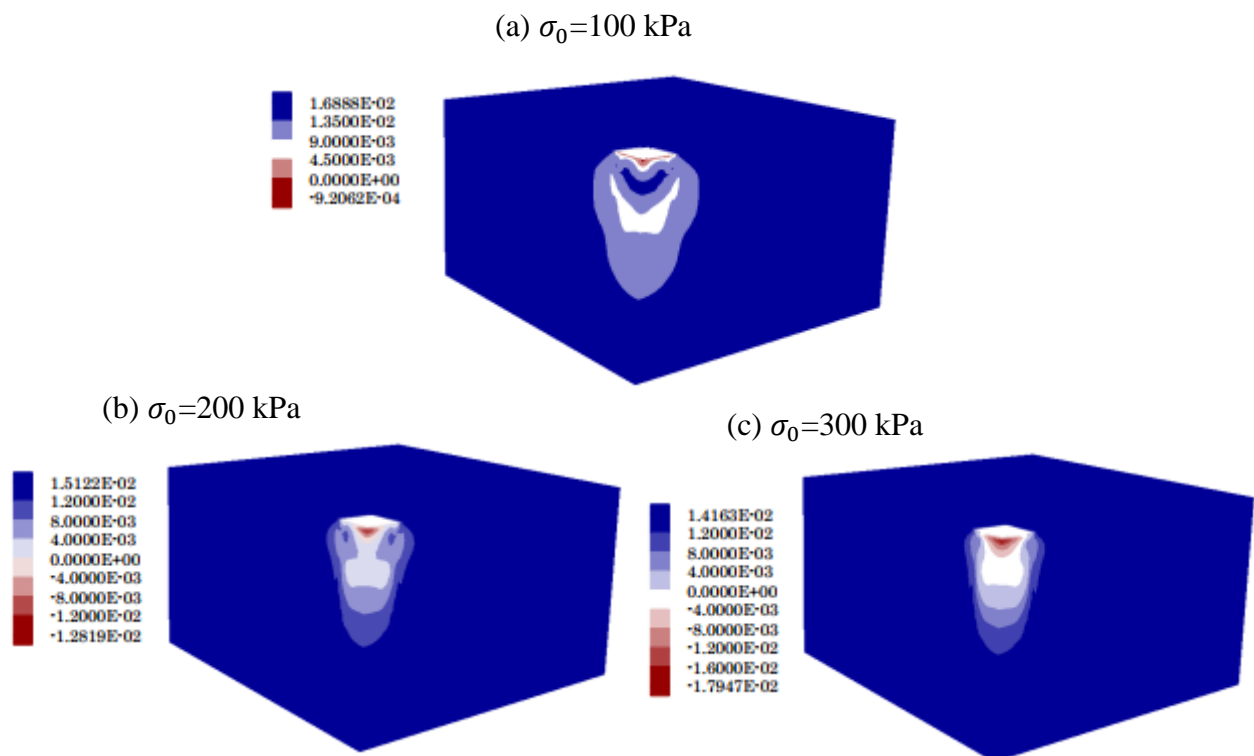 (a) σ₀=100 kPa
1.6888E-02
1.3500E-02
9.0000E-03
4.5000E-03
0.0000E+00
-9.2062E-04
(b) σ₀=200 kPa
1.5122E-02
1.2000E-02
8.0000E-03
4.0000E-03
0.0000E+00
-4.0000E-03
-8.0000E-03
-1.2000E-02
-1.2819E-02
(c) σ₀=300 kPa
1.4163E-02
1.2000E-02
8.0000E-03
4.0000E-03
0.0000E+00
-4.0000E-03
-8.0000E-03
-1.2000E-02
-1.6000E-02
-1.7947E-02